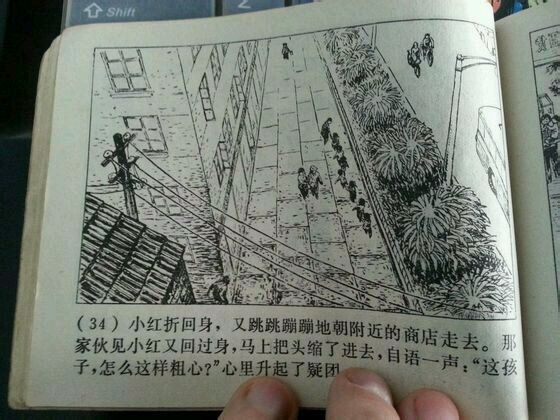 Shift
Z
(34) 小红折回身，又跳跳蹦蹦地朝附近的商店走去。那
家伙见小红又回过身，马上把头缩了进去，自语一声：“这孩
子，怎么这样粗心?”心里升起了疑团